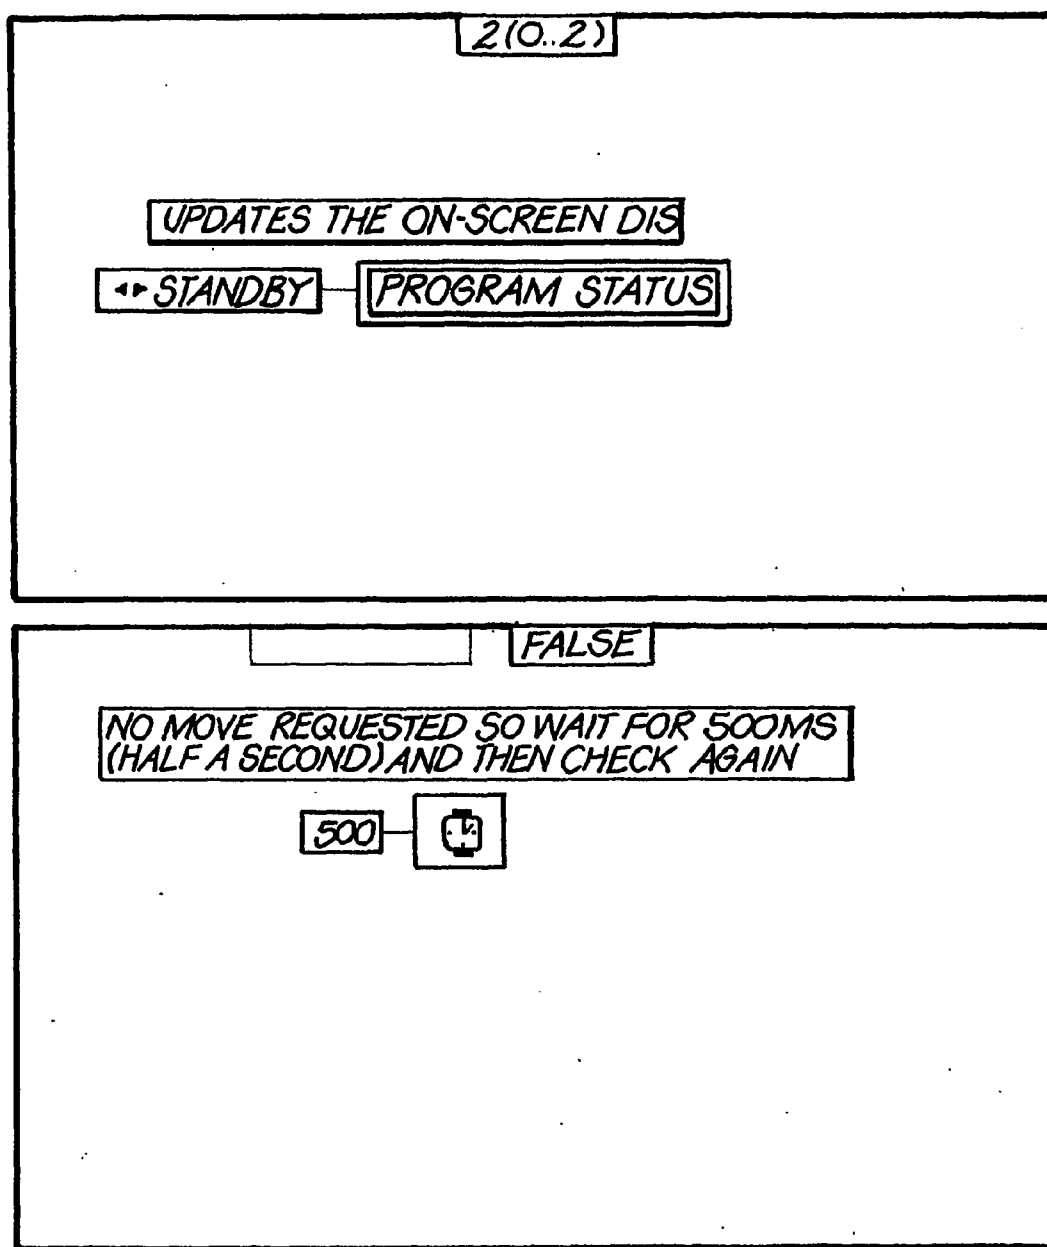 2(0..2)
UPDATES THE ON-SCREEN DIS
STANDBY
PROGRAM STATUS
FALSE
NO MOVE REQUESTED SO WAIT FOR 500MS
(HALF A SECOND) AND THEN CHECK AGAIN
500